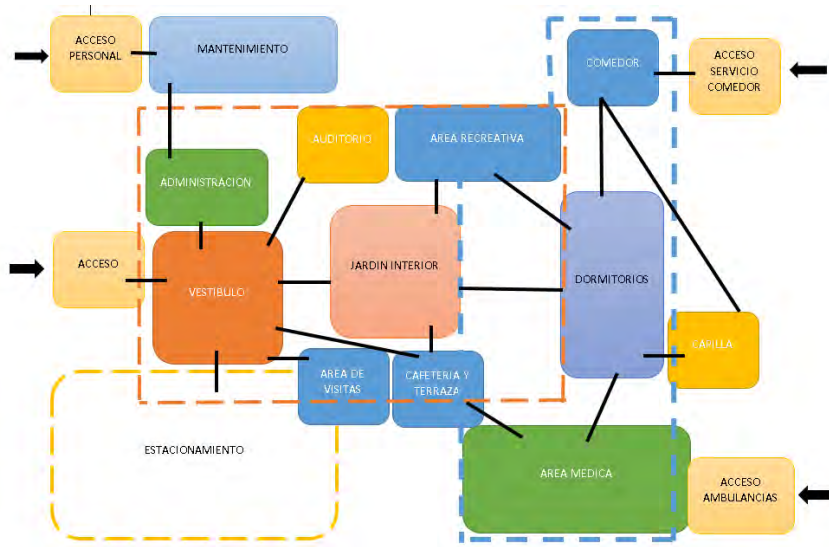 ACCESO
PERSONAL
MANTENIMIENTO
COMEDOR
ACCESO
SERVICIO
COMEDOR
AUDITORIO
AREA RECREATIVA
ADMINISTRACION
ACCESO
VESTIBULO
JARDIN INTERIOR
DORMITORIOS
CAPILLA
AREA DE
VISITAS
CAFETERIA Y
TERRAZA
ESTACIONAMIENTO
AREA MEDICA
ACCESO
AMBULANCIAS